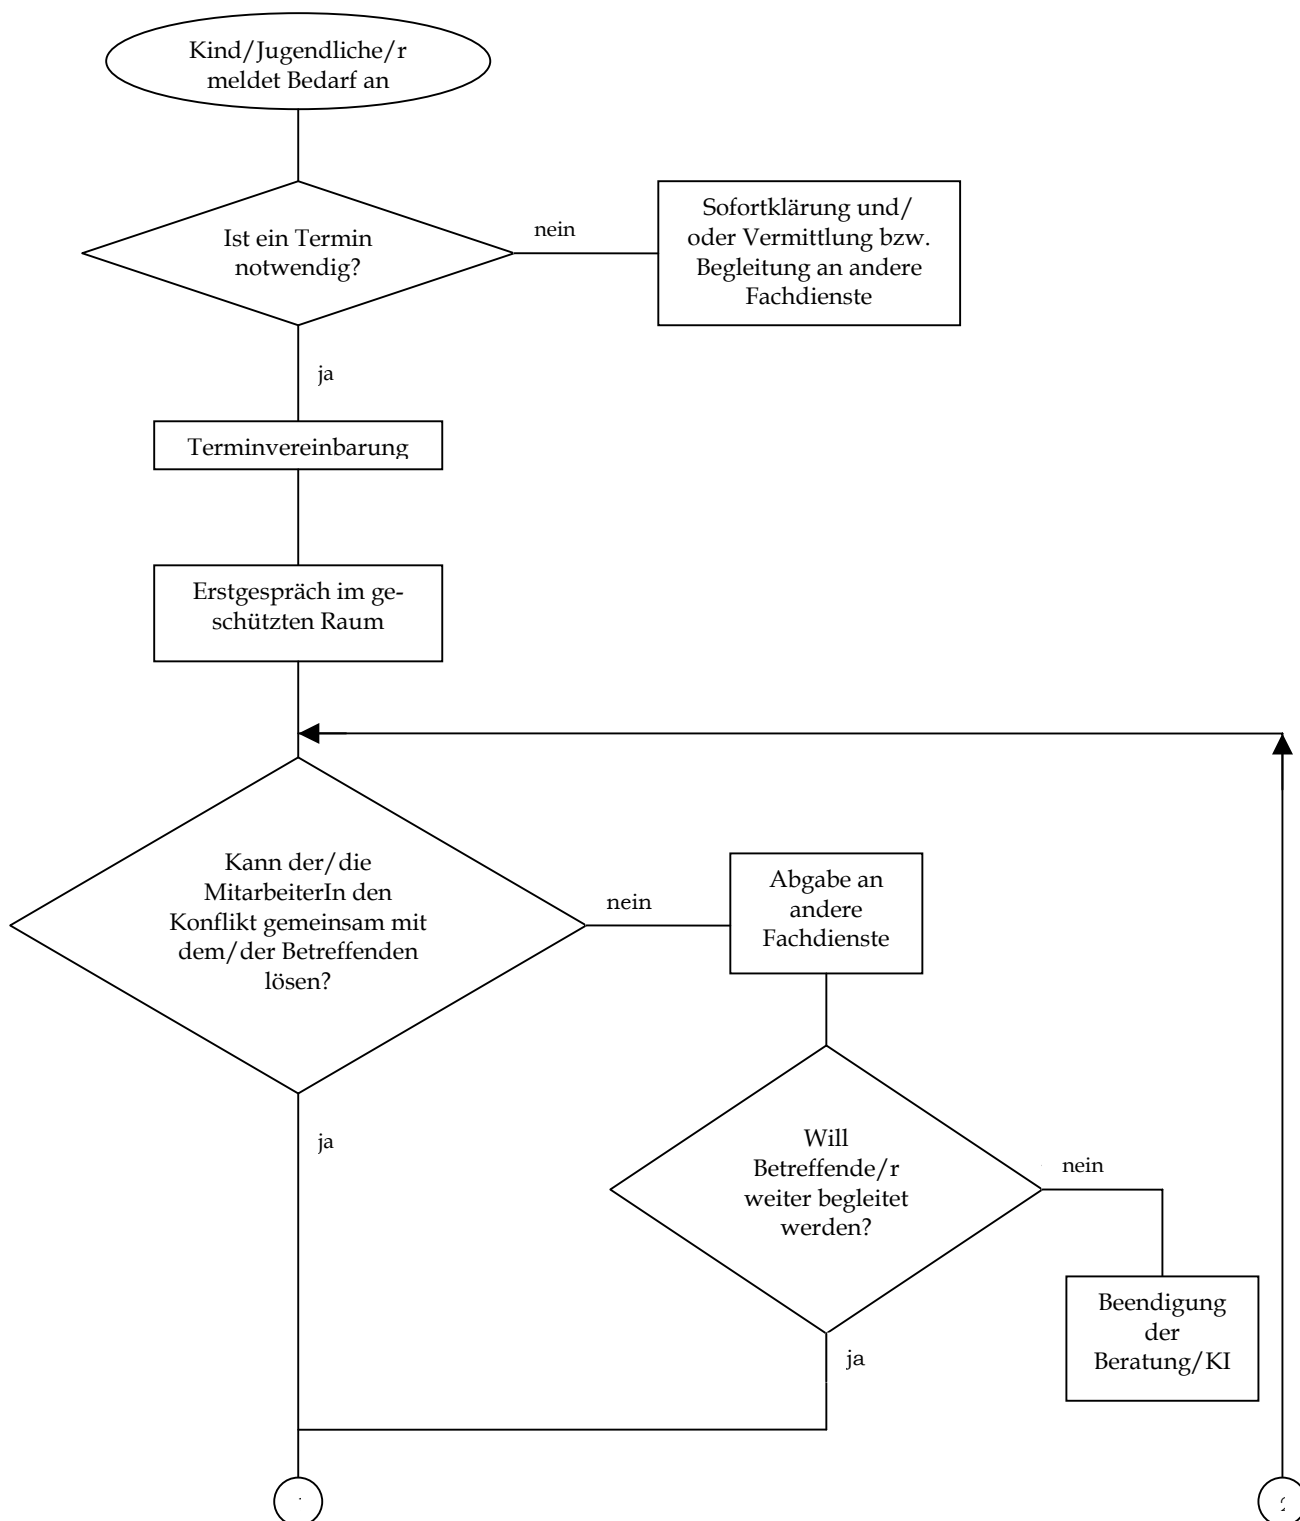 Kind/Jugendliche/r
meldet Bedarf an
Ist ein Termin
notwendig?
nein
Sofortklärung und/
oder Vermittlung bzw.
Begleitung an andere
Fachdienste
ja
Terminvereinbarung
Erstgespräch im ge-
schützten Raum
Kann der/die
MitarbeiterIn den
Konflikt gemeinsam mit
dem/der Betreffenden
lösen?
nein
Abgabe an
andere
Fachdienste
ja
Will
Betreffende/r
weiter begleitet
werden?
nein
Beendigung
der
Beratung/KI
ja